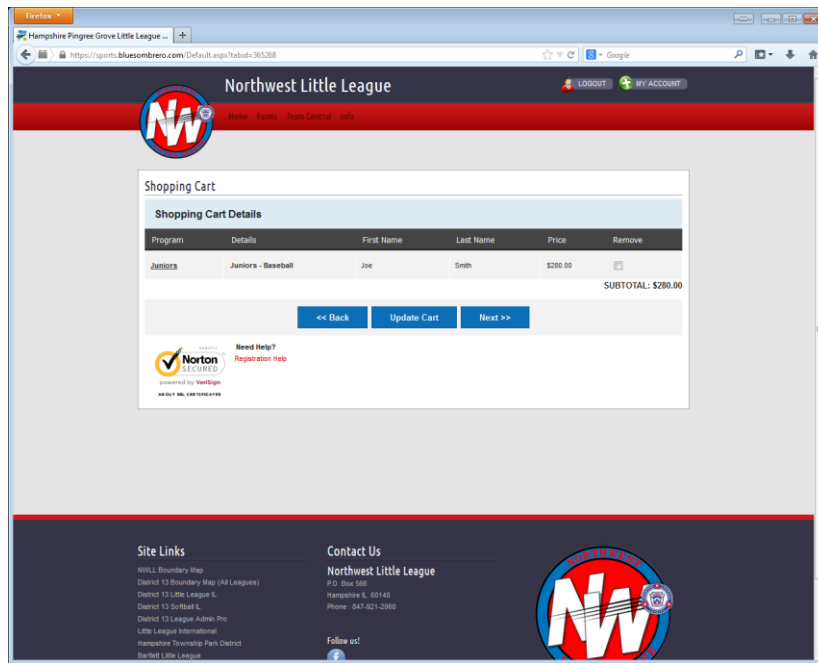 Firefox
Hampshire Pingree Grove Little League ...
https://sports.bluesombrero.com/Default.aspx?tabid=365268
Google
Northwest Little League
LOGOUT
MY ACCOUNT
NW
Home Forms Team Central Info
Shopping Cart
Shopping Cart Details
Program Details First Name Last Name Price Remove
Juniors Juniors - Baseball Joe Smith $280.00
SUBTOTAL: $280.00
<< Back Update Cart Next >>
Need Help?
Registration Help
Norton
SECURED
powered by VeriSign
ABOUT SSL CERTIFICATES
Site Links
NWLL Boundary Map
District 13 Boundary Map (All Leagues)
District 13 Little League IL
District 13 Softball IL
District 13 League Admin Pro
Little League International
Hampshire Township Park District
Bartlett Little League
Contact Us
Northwest Little League
P.O. Box 566
Hampshire IL. 60140
Phone : 847-921-2060
Follow us!
NORTHWEST
NW